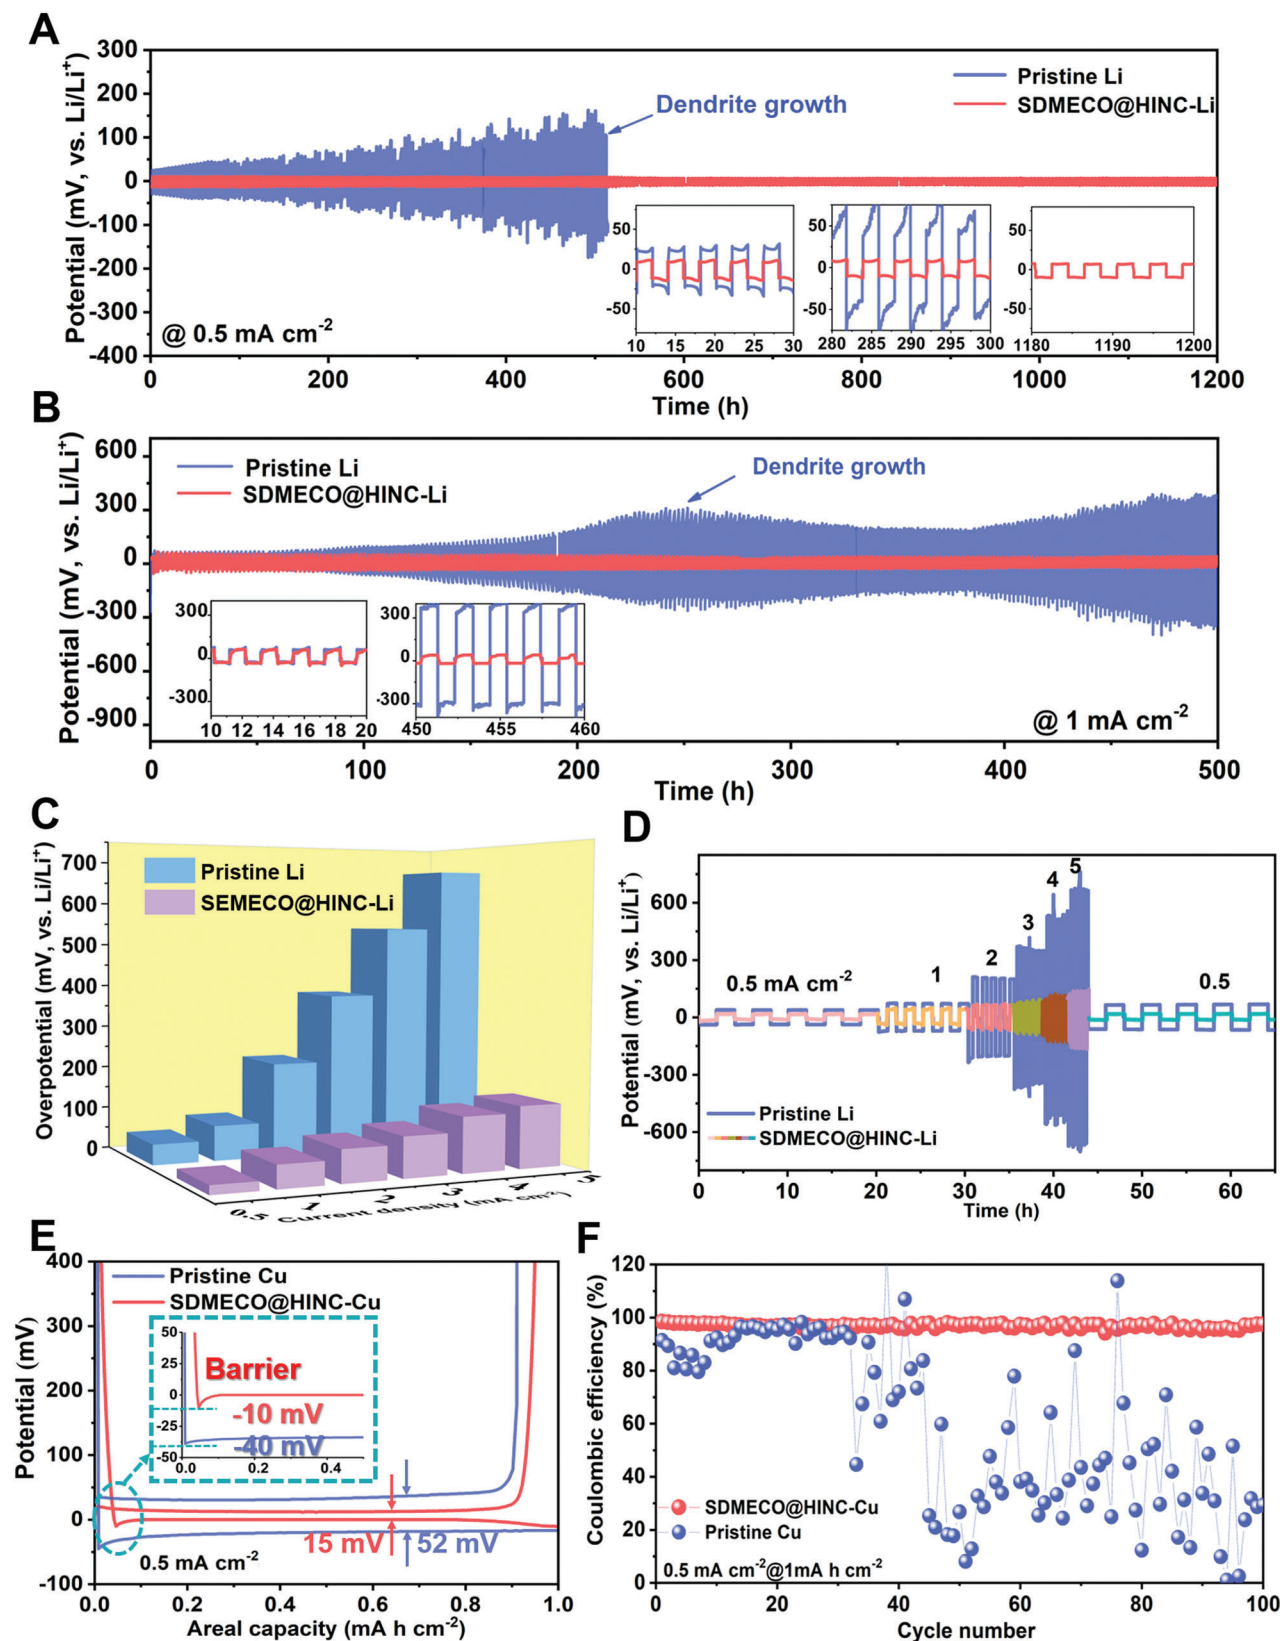 A
Potential (mV, vs. Li/Li⁺)
300
200
100
0
-100
-200
-300
-400
Pristine Li
SDMECO@HINC-Li
Dendrite growth
@ 0.5 mA cm⁻²
50
0
-50
10 15 20 25 30
50
0
-50
280 285 290 295 300
50
0
-50
1180 1190 1200
0 200 400 600 800 1000 1200
Time (h)
B
Potential (mV, vs. Li/Li⁺)
600
300
0
-300
-600
-900
Pristine Li
SDMECO@HINC-Li
Dendrite growth
300
0
-300
10 12 14 16 18 20
300
0
-300
450 455 460
@ 1 mA cm⁻²
0 100 200 300 400 500
Time (h)
C
Overpotential (mV, vs. Li/Li⁺)
700
600
500
400
300
200
100
0
Pristine Li
SEMECO@HINC-Li
0.5 1 2 3 4 5
Current density (mA cm⁻²)
D
Potential (mV, vs. Li/Li⁺)
600
300
0
-300
-600
0.5 mA cm⁻²
1
2
3
4
5
0.5
Pristine Li
SDMECO@HINC-Li
0 10 20 30 40 50 60
Time (h)
E
Potential (mV)
400
300
200
100
0
-100
Pristine Cu
SDMECO@HINC-Cu
50
25
0
-25
-50
Barrier
-10 mV
-40 mV
0.0 0.2 0.4
0.5 mA cm⁻²
15 mV
52 mV
0.0 0.2 0.4 0.6 0.8 1.0
Areal capacity (mA h cm⁻²)
F
Coulombic efficiency (%)
120
100
80
60
40
20
0
SDMECO@HINC-Cu
Pristine Cu
0.5 mA cm⁻²@1mA h cm⁻²
0 20 40 60 80 100
Cycle number